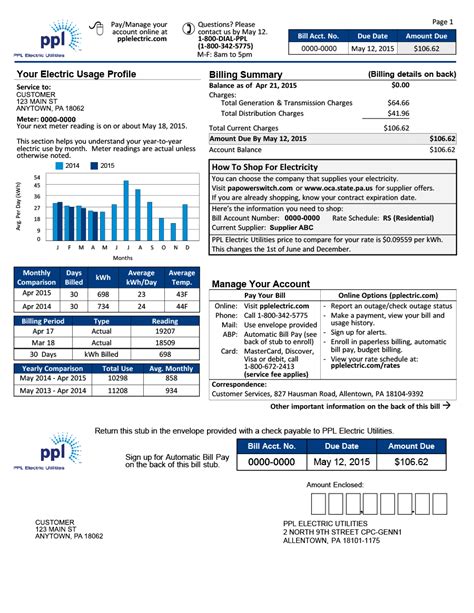 Page 1
ppl
PPL Electric Utilities
Pay/Manage your
account online at
pplelectric.com
Questions? Please
contact us by May 12.
1-800-DIAL-PPL
(1-800-342-5775)
M-F: 8am to 5pm
Bill Acct. No. Due Date Amount Due
0000-0000 May 12, 2015 $106.62
Your Electric Usage Profile
Service to:
CUSTOMER
123 MAIN ST
ANYTOWN, PA 18062
Meter: 0000-0000
Your next meter reading is on or about May 18, 2015.
This section helps you understand your year-to-year
electric use by month. Meter readings are actual unless
otherwise noted.
2014 2015
Avg. Per Day (kWh)
54
45
36
27
18
9
0
J F M A M J J A S O N D
Months
Monthly Comparison Days Billed kWh Average kWh/Day Average Temp.
Apr 2015 30 698 23 43F
Apr 2014 30 734 24 44F
Billing Period Type Reading
Apr 17 Actual 19207
Mar 18 Actual 18509
30 Days kWh Billed 698
Yearly Comparison Total Use Avg. Monthly
May 2014 - Apr 2015 10298 858
May 2013 - Apr 2014 11208 934
Billing Summary (Billing details on back)
Balance as of Apr 21, 2015 $0.00
Charges:
Total Generation & Transmission Charges $64.66
Total Distribution Charges $41.96
Total Current Charges $106.62
Amount Due By May 12, 2015 $106.62
Account Balance $106.62
How To Shop For Electricity
You can choose the company that supplies your electricity.
Visit papowerswitch.com or www.oca.state.pa.us for supplier offers.
If you are already shopping, know your contract expiration date.
Here's the information you need to shop:
Bill Account Number: 0000-0000 Rate Schedule: RS (Residential)
Current Supplier: Supplier ABC
PPL Electric Utilities price to compare for your rate is $0.09559 per kWh.
This changes the 1st of June and December.
Manage Your Account
Pay Your Bill
Online: Visit pplelectric.com
Phone: Call 1-800-342-5775
Mail: Use envelope provided
ABP: Automatic Bill Pay (see
back of stub to enroll)
Card: MasterCard, Discover,
Visa or debit, call
1-800-672-2413
(service fee applies)
Online Options (pplelectric.com)
- Report an outage/check outage status
- Make a payment, view your bill and
usage history.
- Sign up for alerts.
- Enroll in paperless billing, automatic
bill pay, budget billing.
- View your rate schedule at:
pplelectric.com/rates
Correspondence:
Customer Services, 827 Hausman Road, Allentown, PA 18104-9392
Other important information on the back of this bill →
Return this stub in the envelope provided with a check payable to PPL Electric Utilities.
ppl
PPL Electric Utilities
Sign up for Automatic Bill Pay
on the back of this bill stub.
Bill Acct. No. Due Date Amount Due
0000-0000 May 12, 2015 $106.62
Amount Enclosed:
CUSTOMER
123 MAIN ST
ANYTOWN, PA 18062
PPL ELECTRIC UTILITIES
2 NORTH 9TH STREET CPC-GENN1
ALLENTOWN, PA 18101-1175